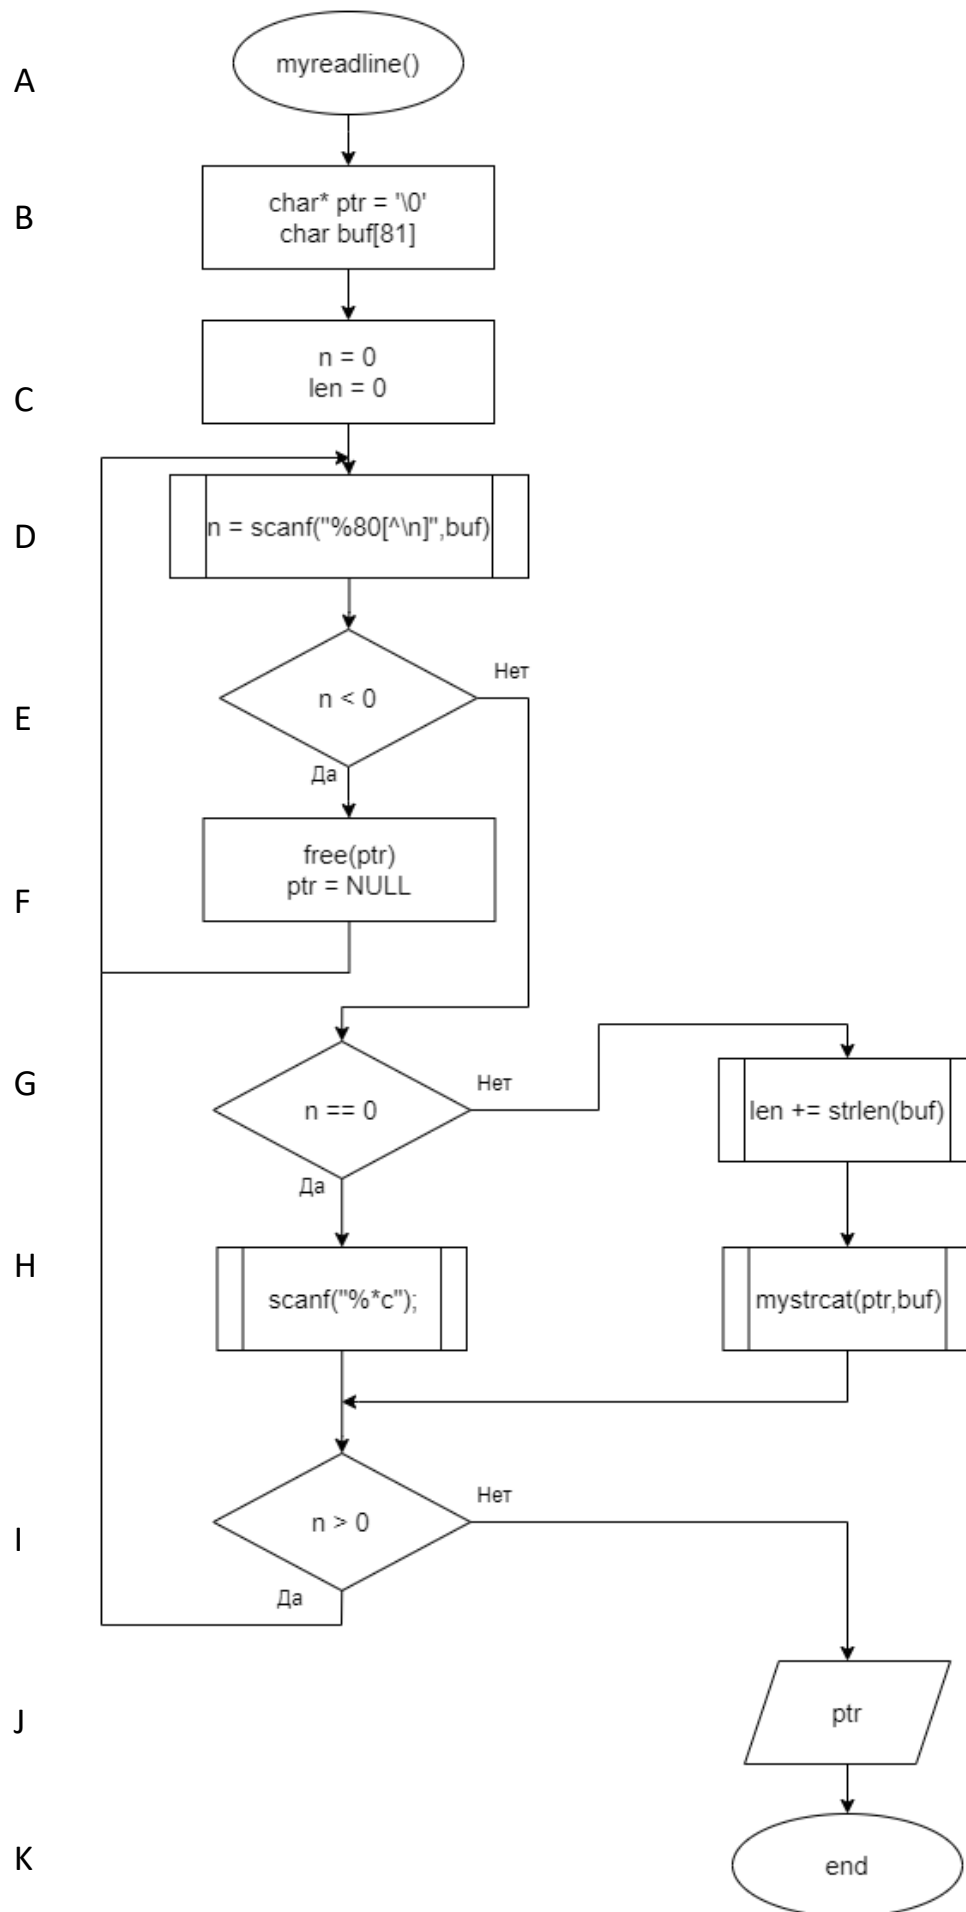 A
myreadline()
B
char* ptr = '\0'
char buf[81]
C
n = 0
len = 0
D
n = scanf("%80[^\n]",buf)
E
n < 0
Нет
Да
F
free(ptr)
ptr = NULL
G
n == 0
Нет
len += strlen(buf)
Да
H
scanf("%*c");
mystrcat(ptr,buf)
I
n > 0
Нет
Да
J
ptr
K
end